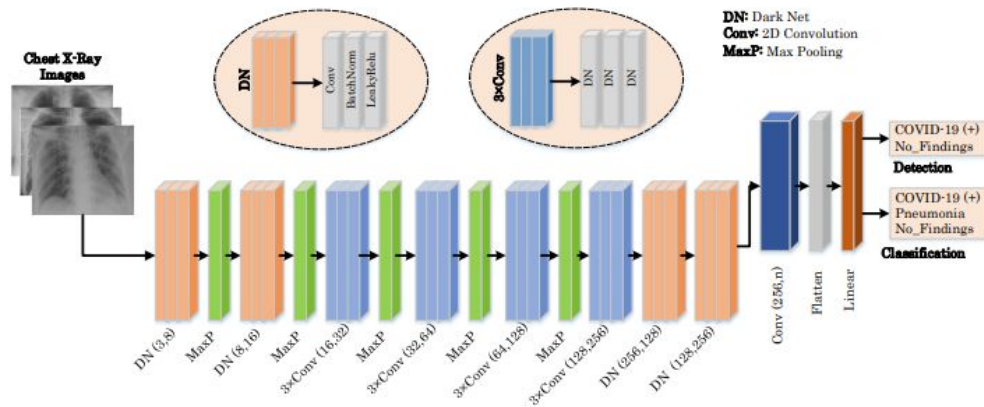 Chest X-Ray
Images
DN
Conv
BatchNorm
LeakyRelu
3×Conv
DN
DN
DN
DN: Dark Net
Conv: 2D Convolution
MaxP: Max Pooling
DN (3,8)
MaxP
DN (8,16)
MaxP
3×Conv (16,32)
MaxP
3×Conv (32,64)
MaxP
3×Conv (64,128)
MaxP
3×Conv (128,256)
DN (256,128)
DN (128,256)
Conv (256,n)
Flatten
Linear
COVID-19 (+)
No_Findings
Detection
COVID-19 (+)
Pneumonia
No_Findings
Classification